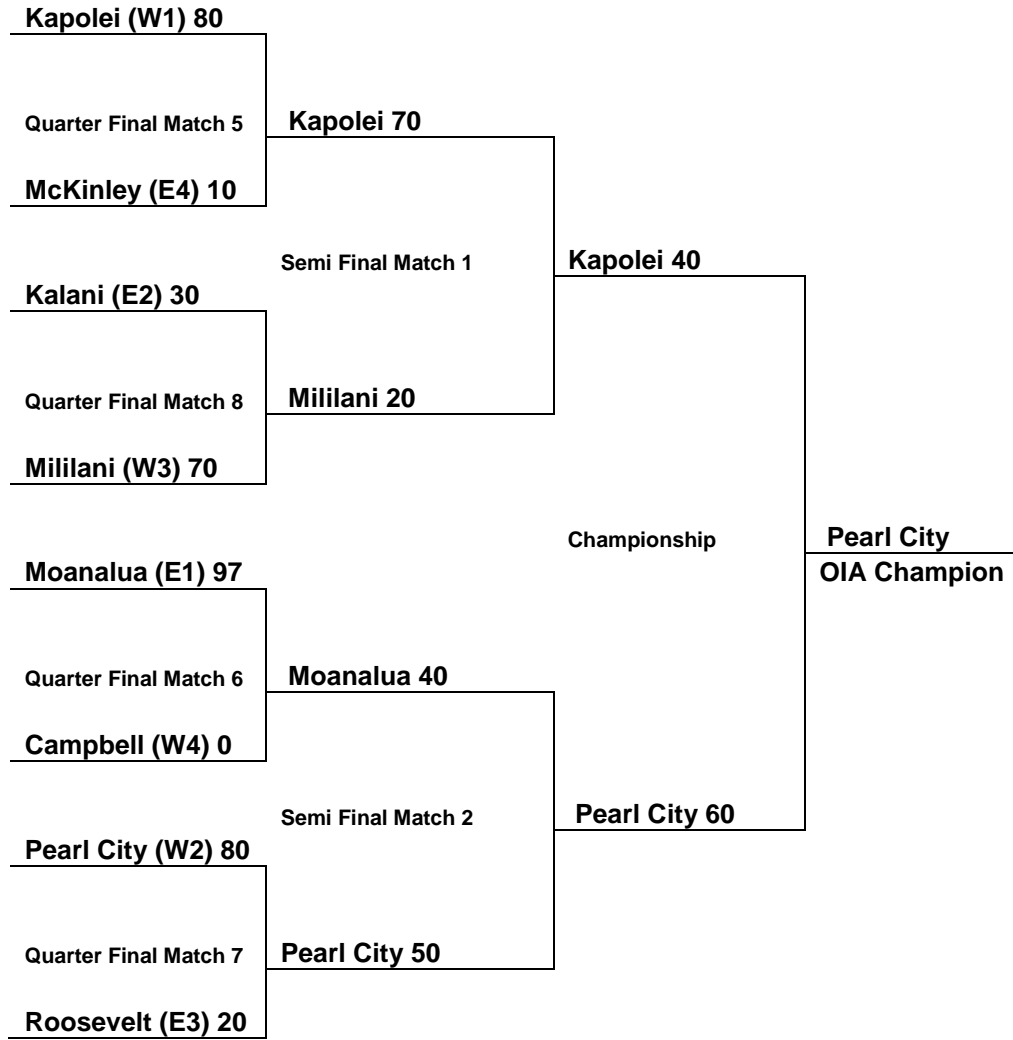 Kapolei (W1) 80
Quarter Final Match 5
Kapolei 70
McKinley (E4) 10
Semi Final Match 1
Kapolei 40
Kalani (E2) 30
Quarter Final Match 8
Mililani 20
Mililani (W3) 70
Championship
Pearl City
OIA Champion
Moanalua (E1) 97
Quarter Final Match 6
Moanalua 40
Campbell (W4) 0
Semi Final Match 2
Pearl City 60
Pearl City (W2) 80
Quarter Final Match 7
Pearl City 50
Roosevelt (E3) 20